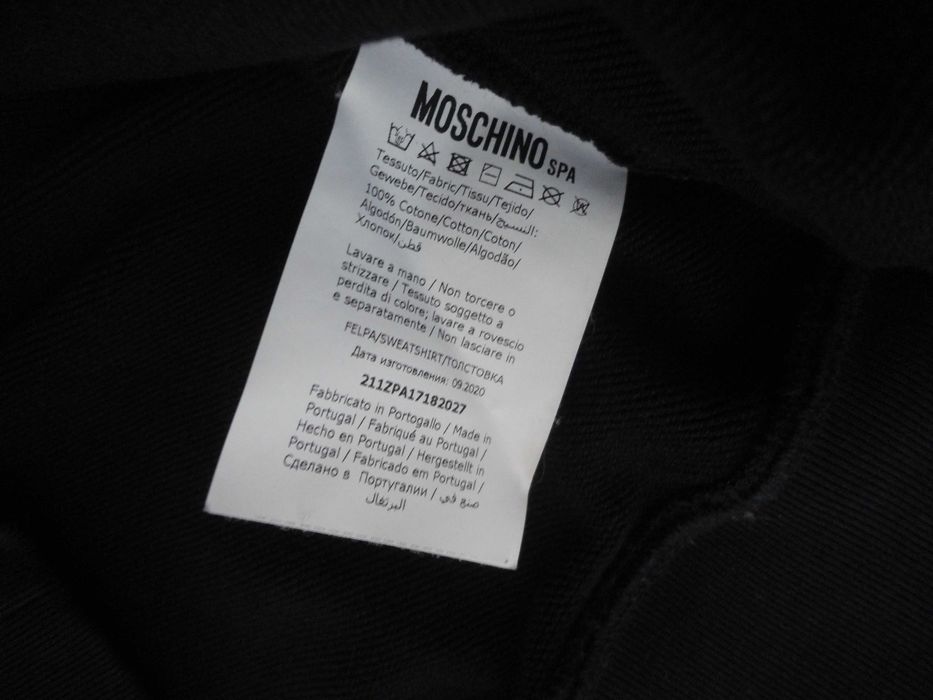 MOSCHINO SPA
Tessuto/Fabric/Tissu/Tejido/
Gewebe/Tecido/ткань/النسيج:
100% Cotone/Cotton/Coton/
Algodón/Baumwolle/Algodão/
Хлопок/قطن
Lavare a mano / Non torcere o
strizzare / Tessuto soggetto a
perdita di colore; lavare a rovescio
e separatamente / Non lasciare in
FELPA/SWEATSHIRT/ТОЛСТОВКА
Дата изготовления: 09.2020
211ZPA17182027
Fabbricato in Portogallo / Made in
Portugal / Fabriqué au Portugal /
Hecho en Portugal / Hergestellt in
Portugal / Fabricado em Portugal /
Сделано в Португалии / صنع في
البرتغال